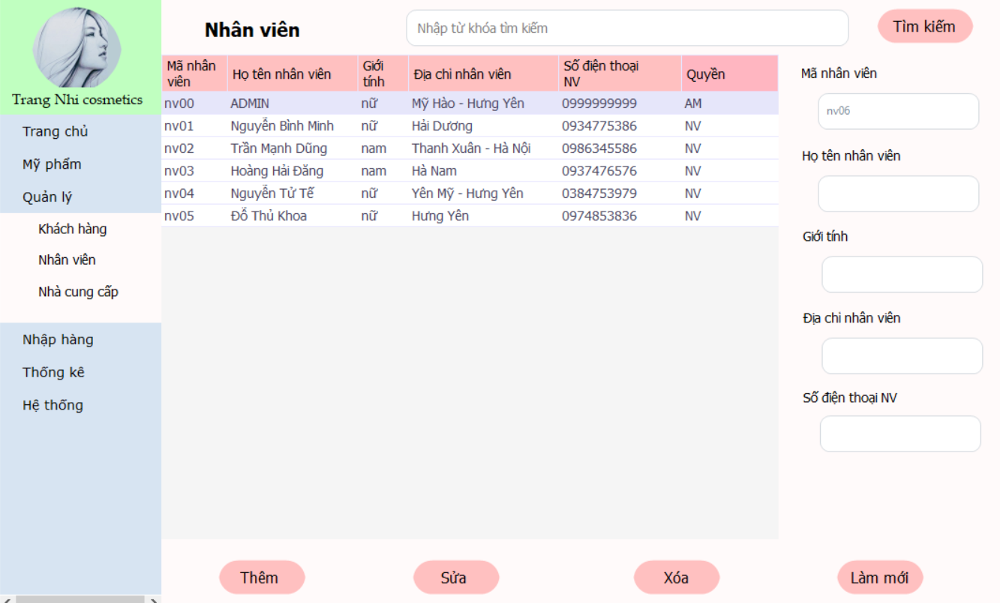 Trang Nhi cosmetics
Trang chủ
Mỹ phẩm
Quản lý
Khách hàng
Nhân viên
Nhà cung cấp
Nhập hàng
Thống kê
Hệ thống
Nhân viên
Nhập từ khóa tìm kiếm
Tìm kiếm
Mã nhân viên Họ tên nhân viên Giới tính Địa chỉ nhân viên Số điện thoại NV Quyền
nv00 ADMIN nữ Mỹ Hào - Hưng Yên 0999999999 AM
nv01 Nguyễn Bình Minh nữ Hải Dương 0934775386 NV
nv02 Trần Mạnh Dũng nam Thanh Xuân - Hà Nội 0986345586 NV
nv03 Hoàng Hải Đăng nam Hà Nam 0937476576 NV
nv04 Nguyễn Tử Tế nữ Yên Mỹ - Hưng Yên 0384753979 NV
nv05 Đỗ Thủ Khoa nữ Hưng Yên 0974853836 NV
Mã nhân viên
nv06
Họ tên nhân viên
Giới tính
Địa chỉ nhân viên
Số điện thoại NV
Thêm
Sửa
Xóa
Làm mới